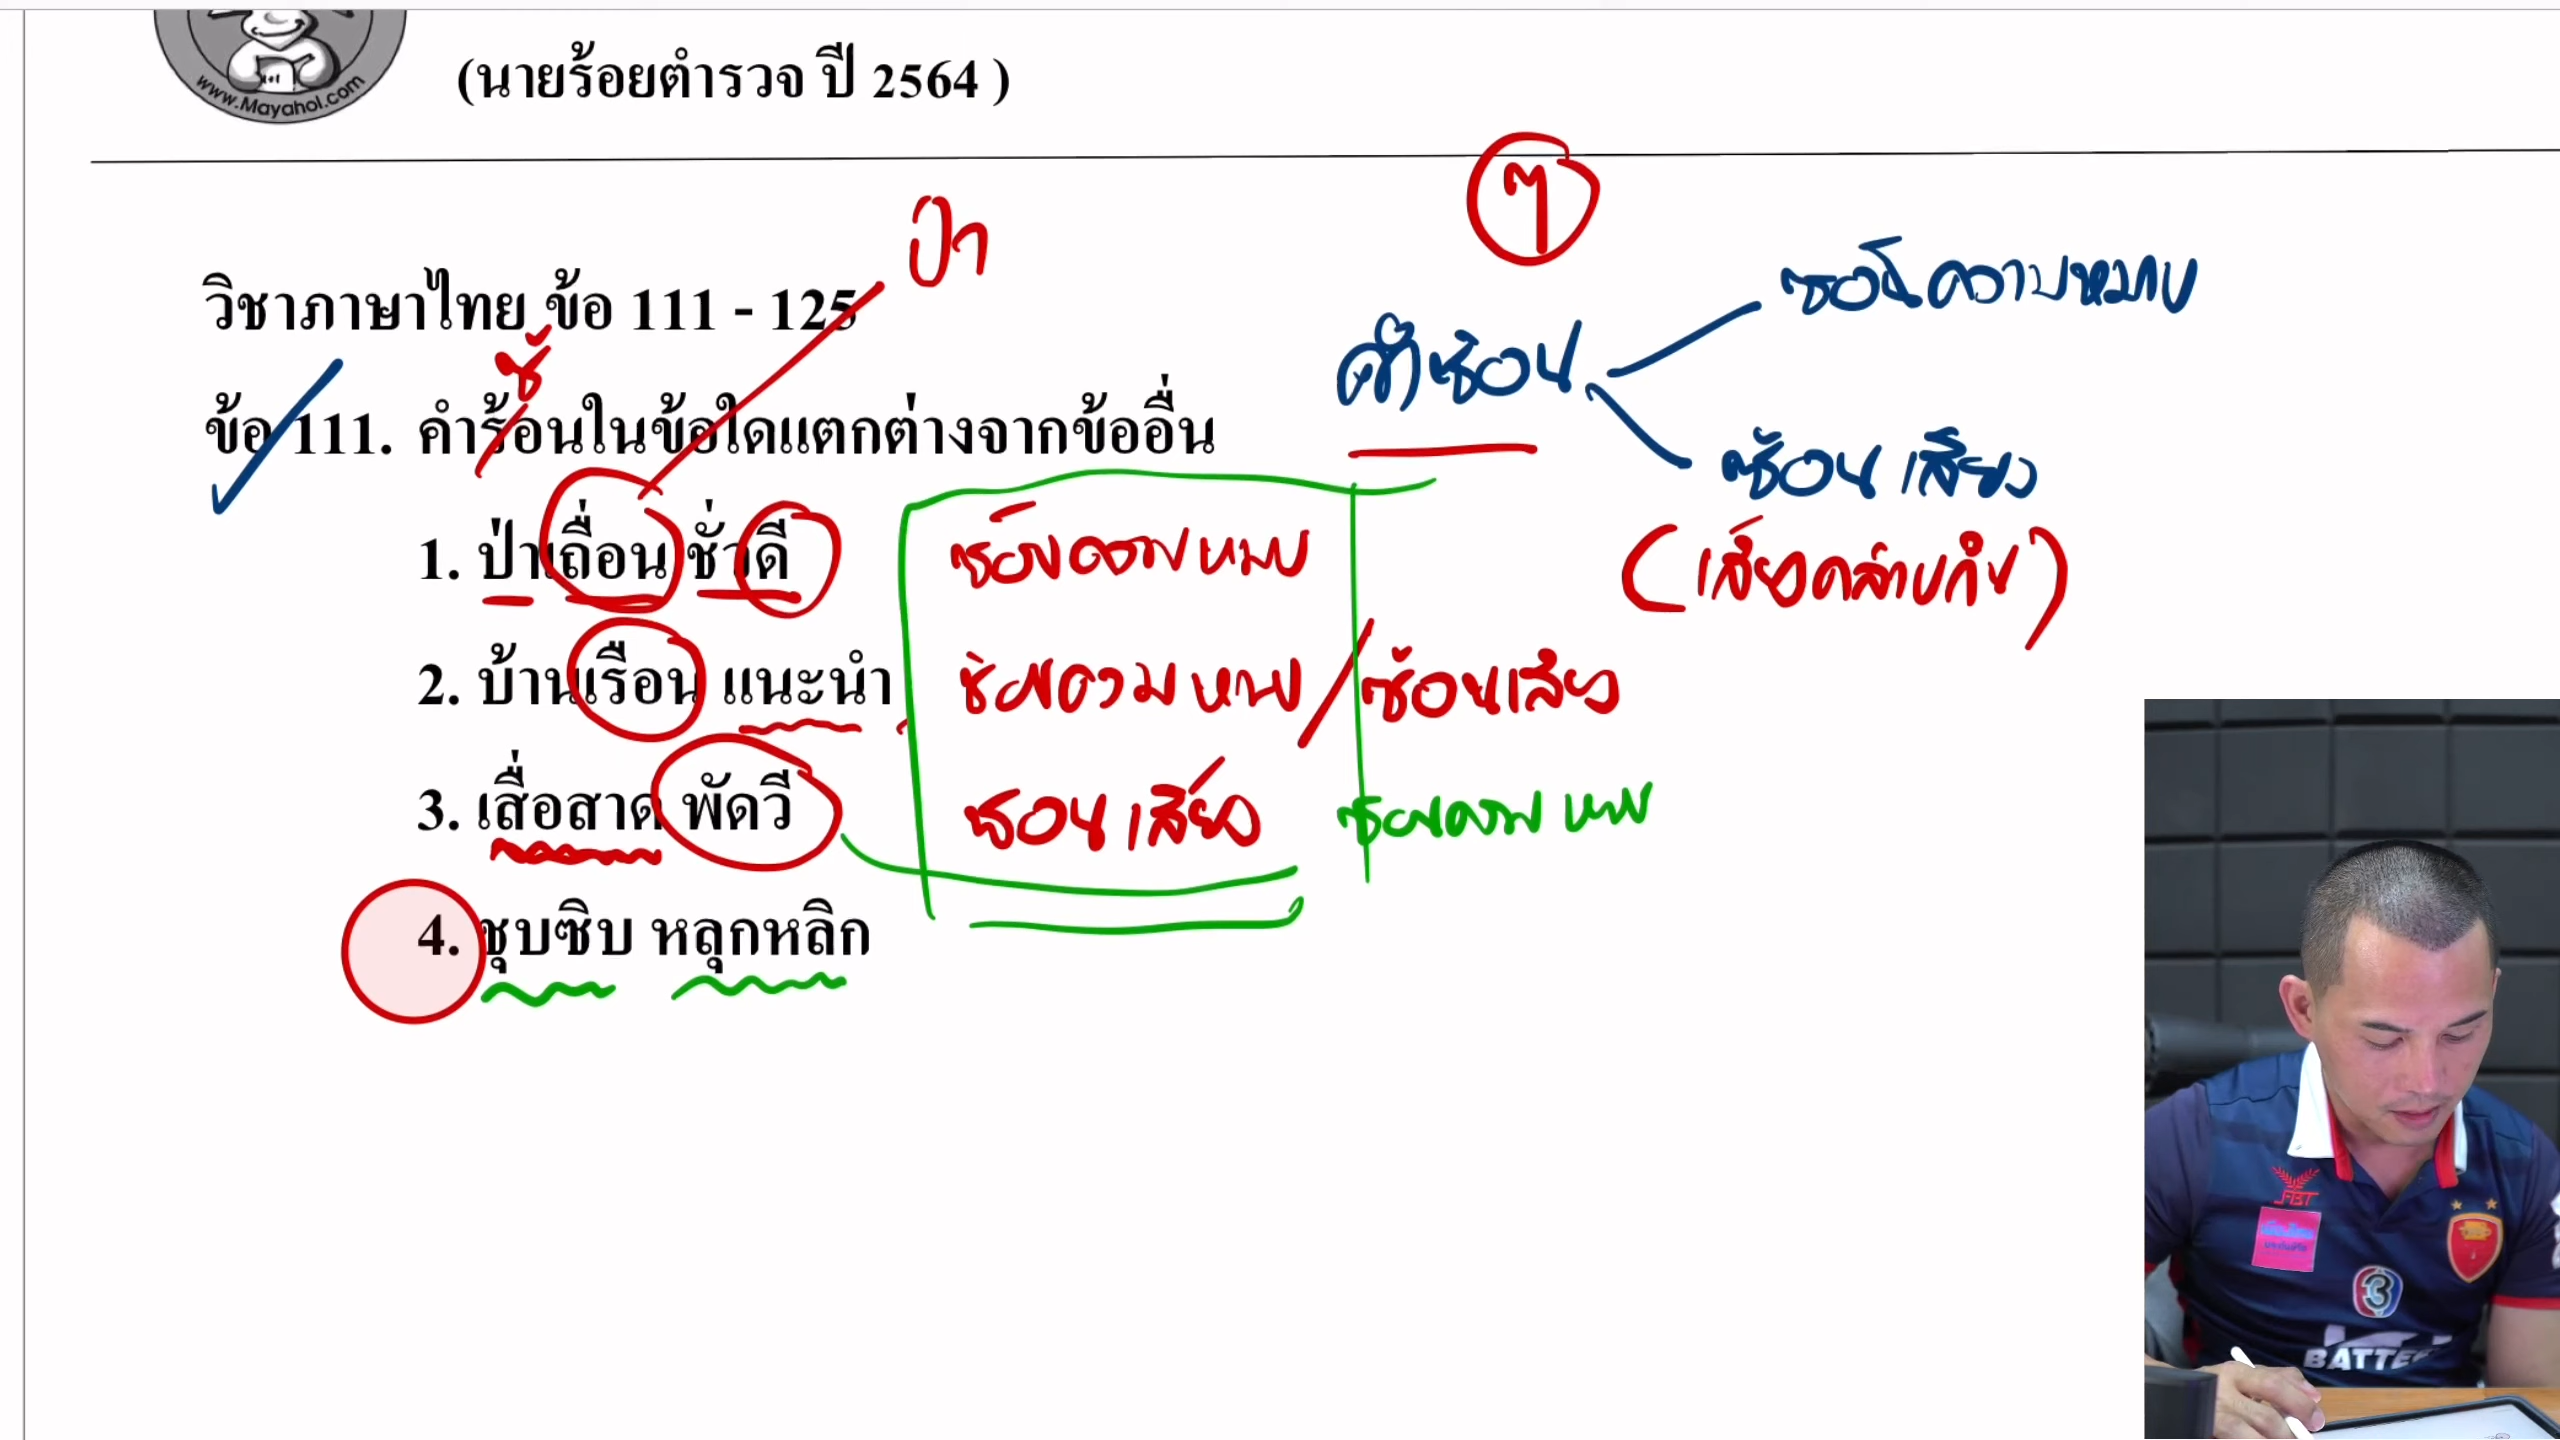 www.Mayahol.com
(นายร้อยตำรวจ ปี 2564 )
ๆ
ป่า
วิชาภาษาไทย ข้อ 111 - 125
ซ้อนความหมาย
คำซ้อน
ซ้
ข้อ 111. คำร้อนในข้อใดแตกต่างจากข้ออื่น
ซ้อนเสียง
(เสียงคล้ายกัน)
1. ป่าเถื่อน ชั่วดี ซ้อนความหมาย
2. บ้านเรือน แนะนำ ซ้อนความหมาย / ซ้อนเสียง
3. เสื่อสาด พัดวี ซ้อนเสียง ซ้อนความหมาย
4. ซุบซิบ หลุกหลิก
FBT
3
BATTE